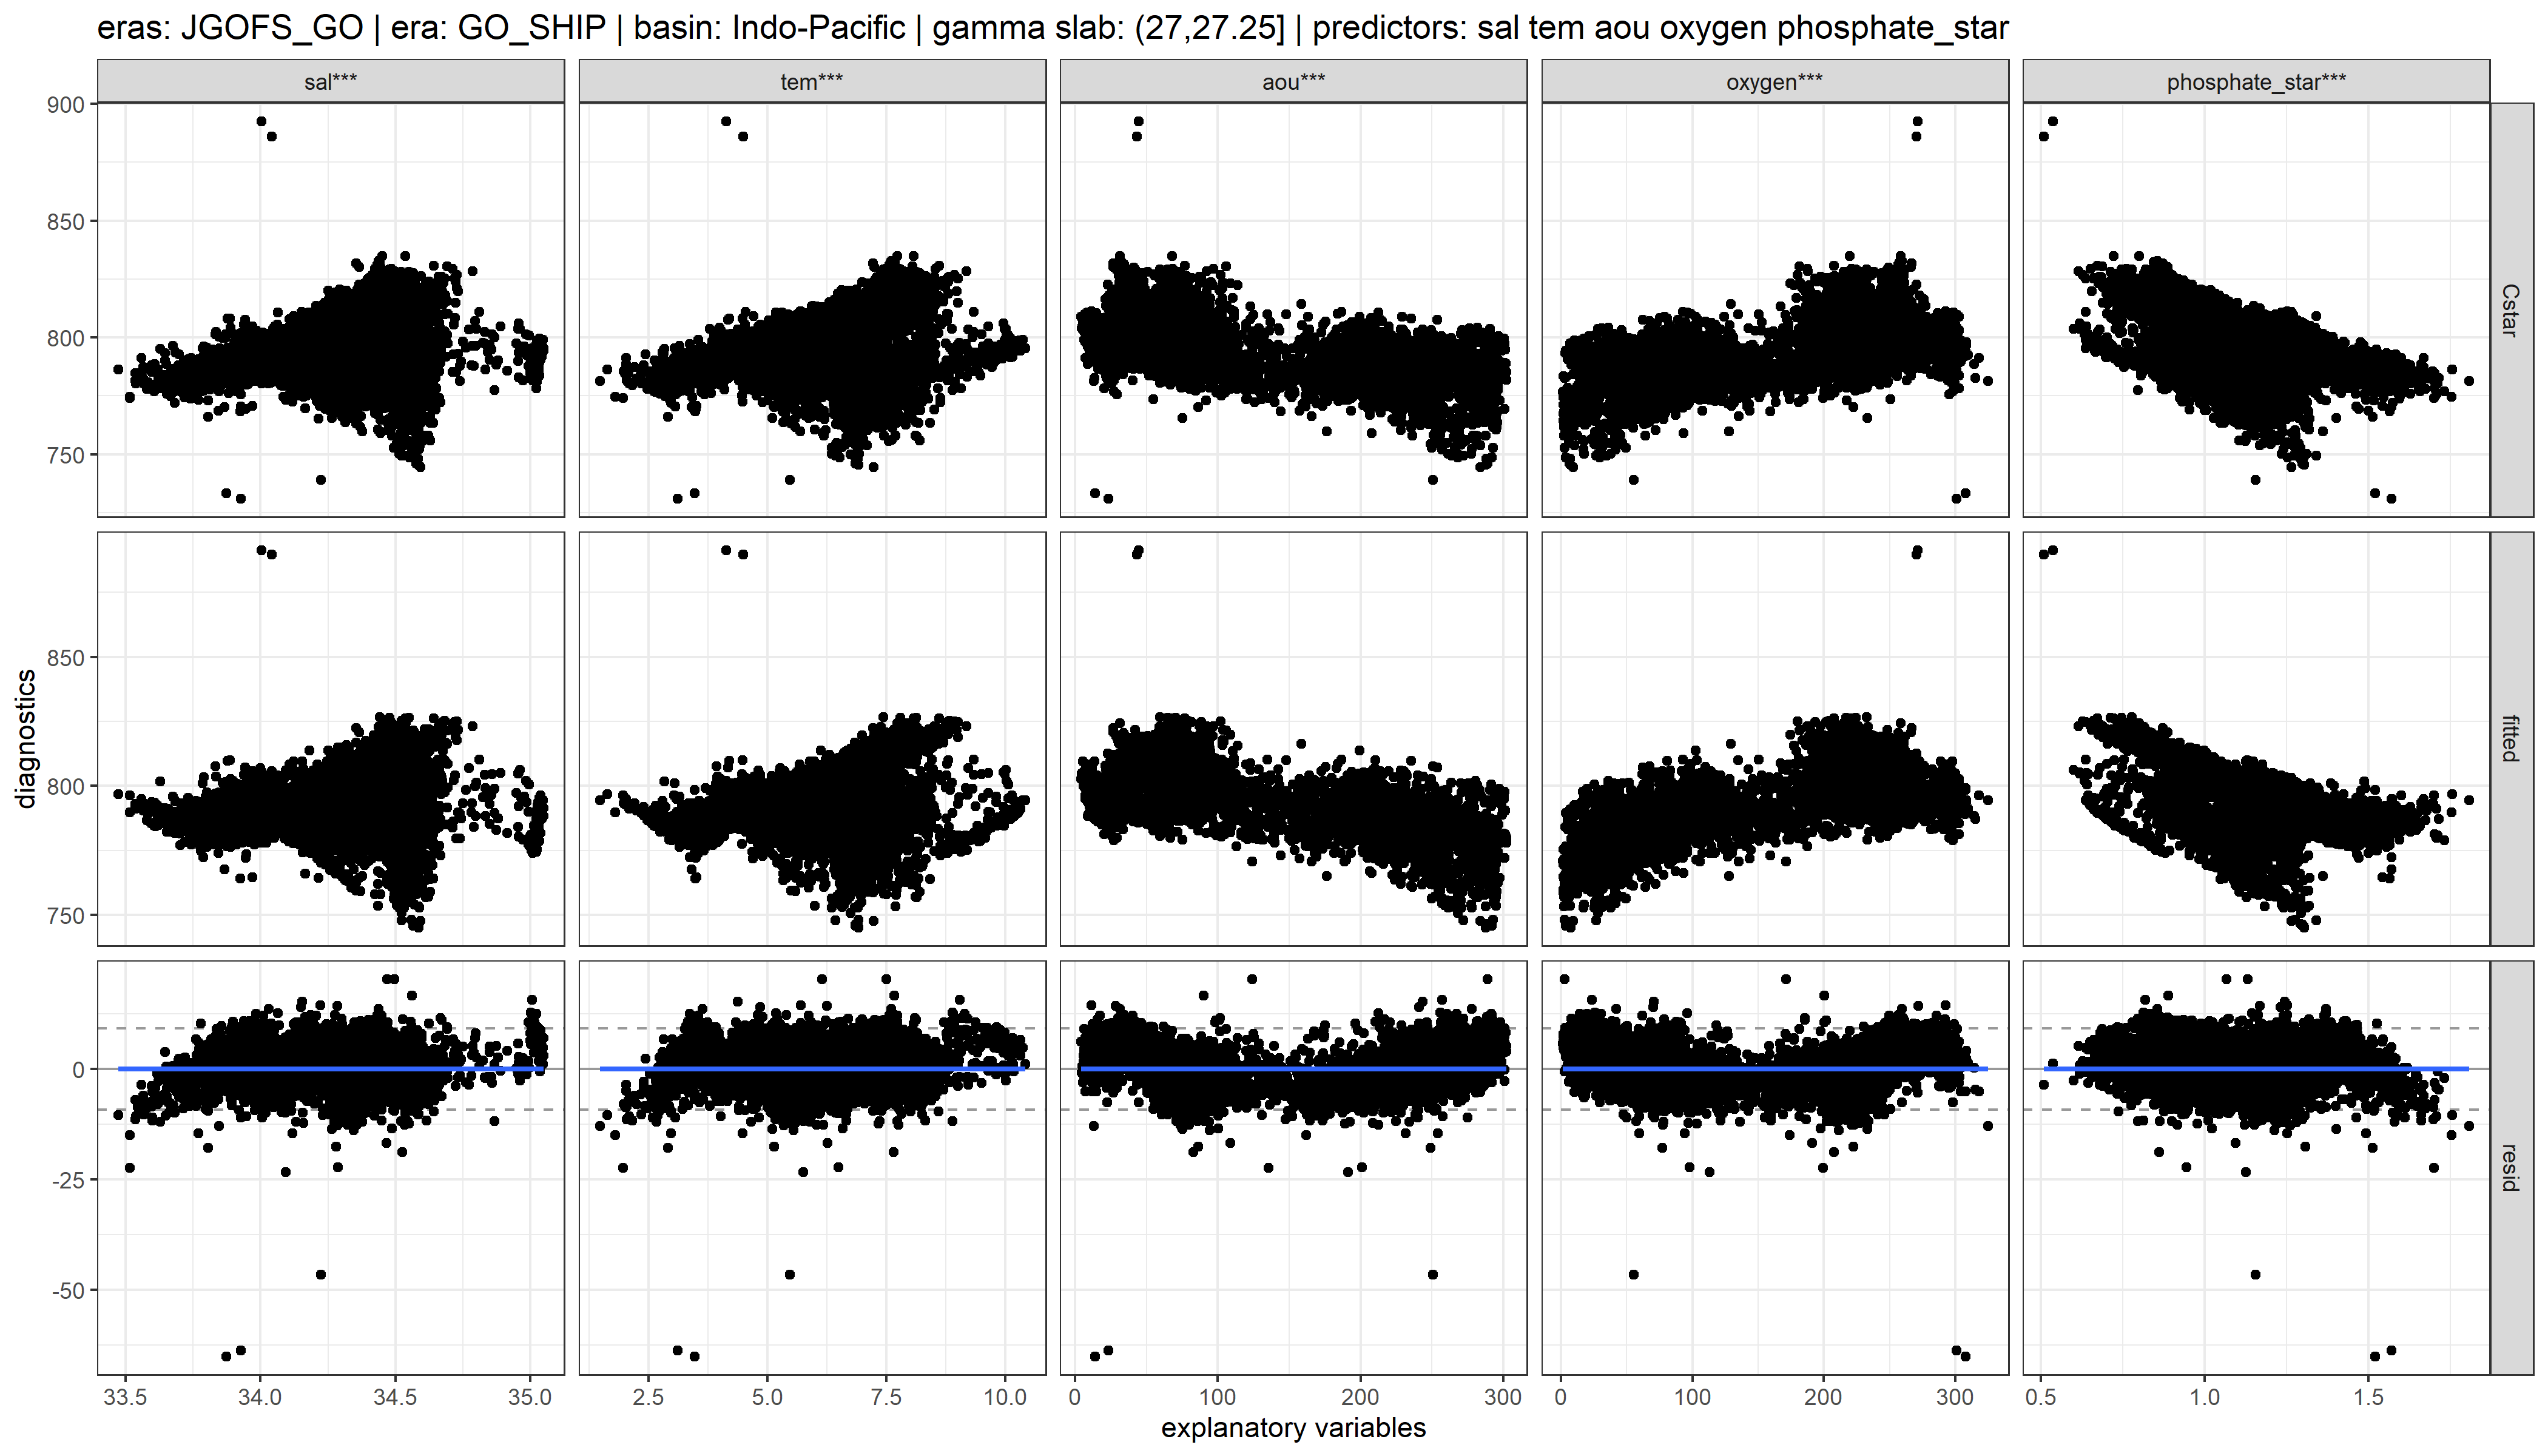 eras: JGOFS_GO | era: GO_SHIP | basin: Indo-Pacific | gamma slab: (27,27.25] | predictors: sal tem aou oxygen phosphate_star
sal*** tem*** aou*** oxygen*** phosphate_star***
900
850
800
750
Cstar
850
800
750
fitted
diagnostics
0
-25
-50
resid
33.5 34.0 34.5 35.0 2.5 5.0 7.5 10.0 0 100 200 300 0 100 200 300 0.5 1.0 1.5
explanatory variables